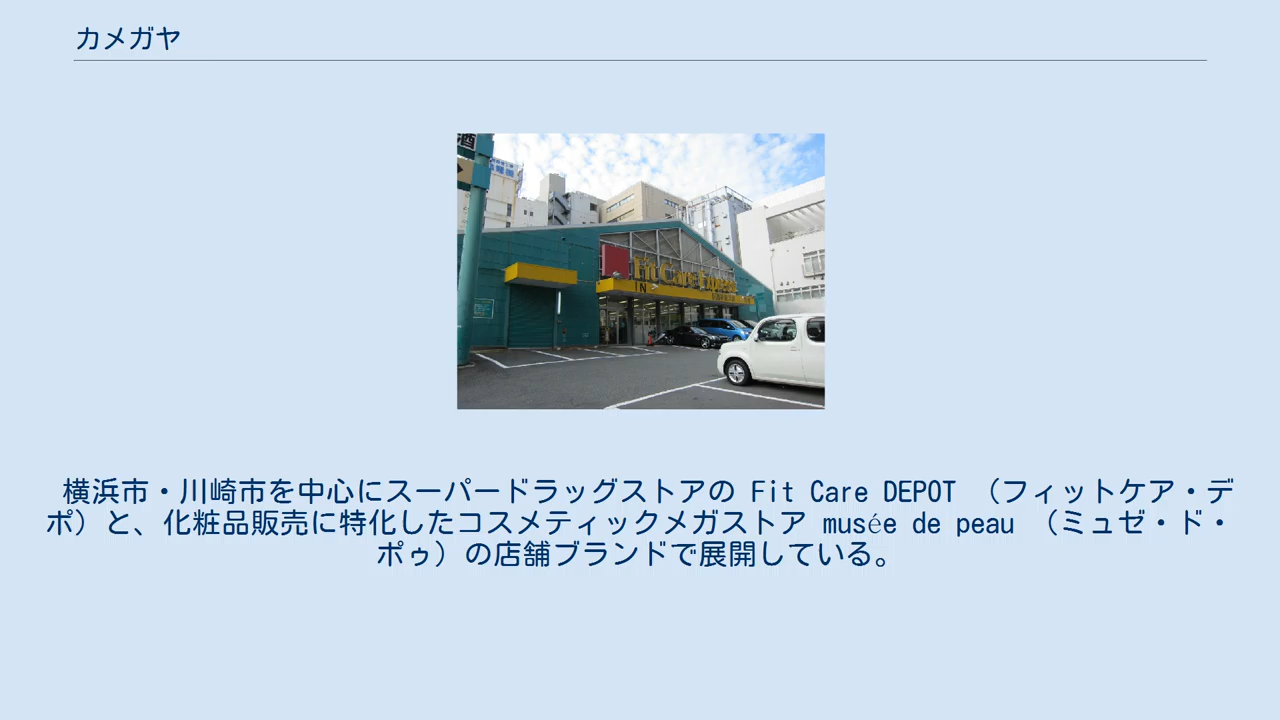 カメガヤ
酒
Fit Care Express
IN
横浜市・川崎市を中心にスーパードラッグストアの Fit Care DEPOT （フィットケア・デ
ポ）と、化粧品販売に特化したコスメティックメガストア musée de peau （ミュゼ・ド・
ポゥ）の店舗ブランドで展開している。